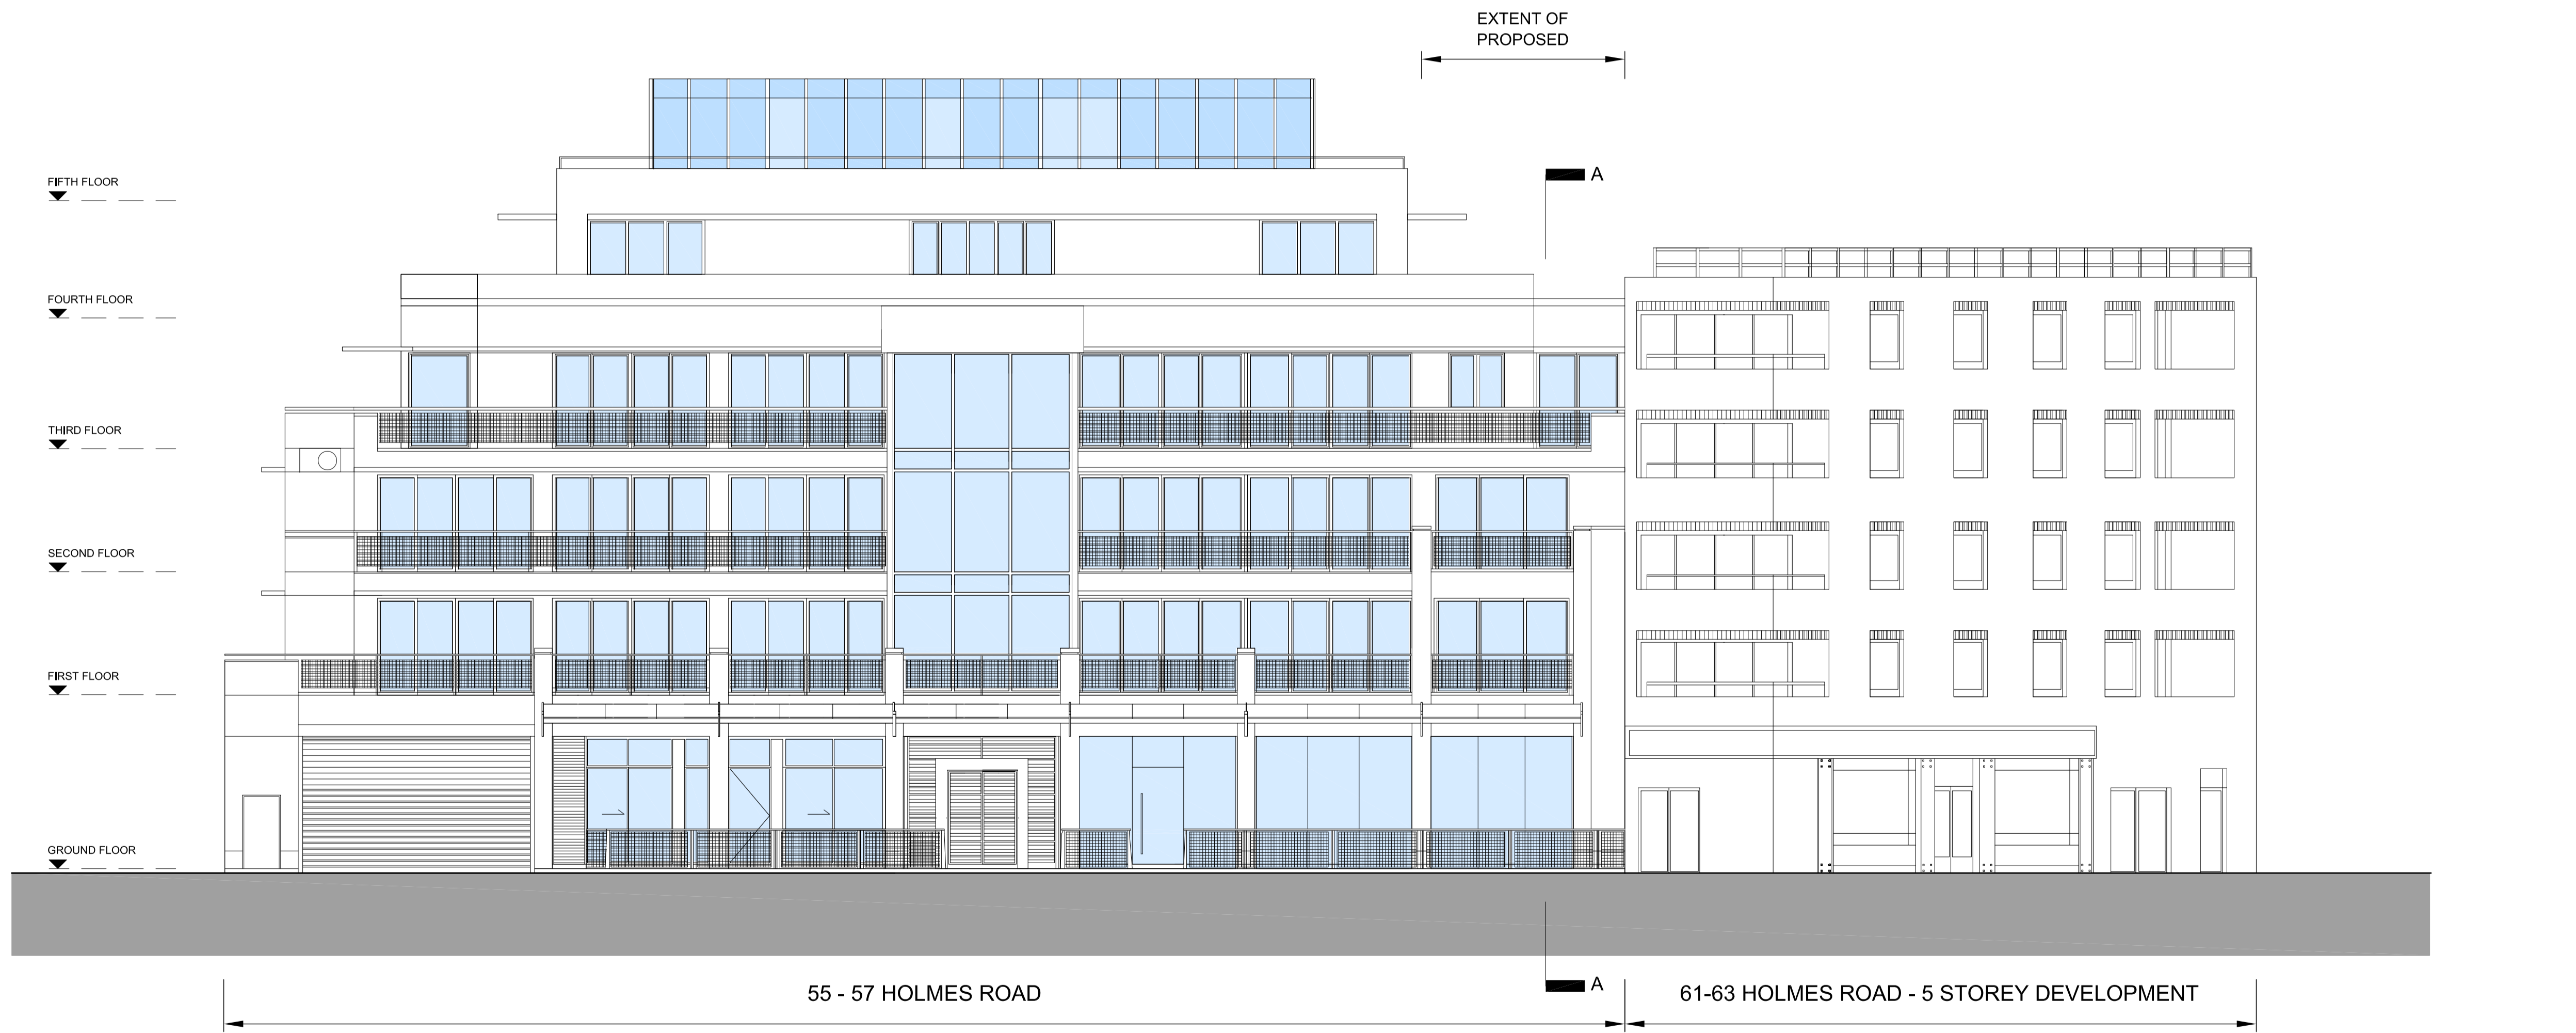 EXTENT OF
PROPOSED
A
FIFTH FLOOR
FOURTH FLOOR
THIRD FLOOR
SECOND FLOOR
FIRST FLOOR
GROUND FLOOR
A
55 - 57 HOLMES ROAD
61-63 HOLMES ROAD - 5 STOREY DEVELOPMENT